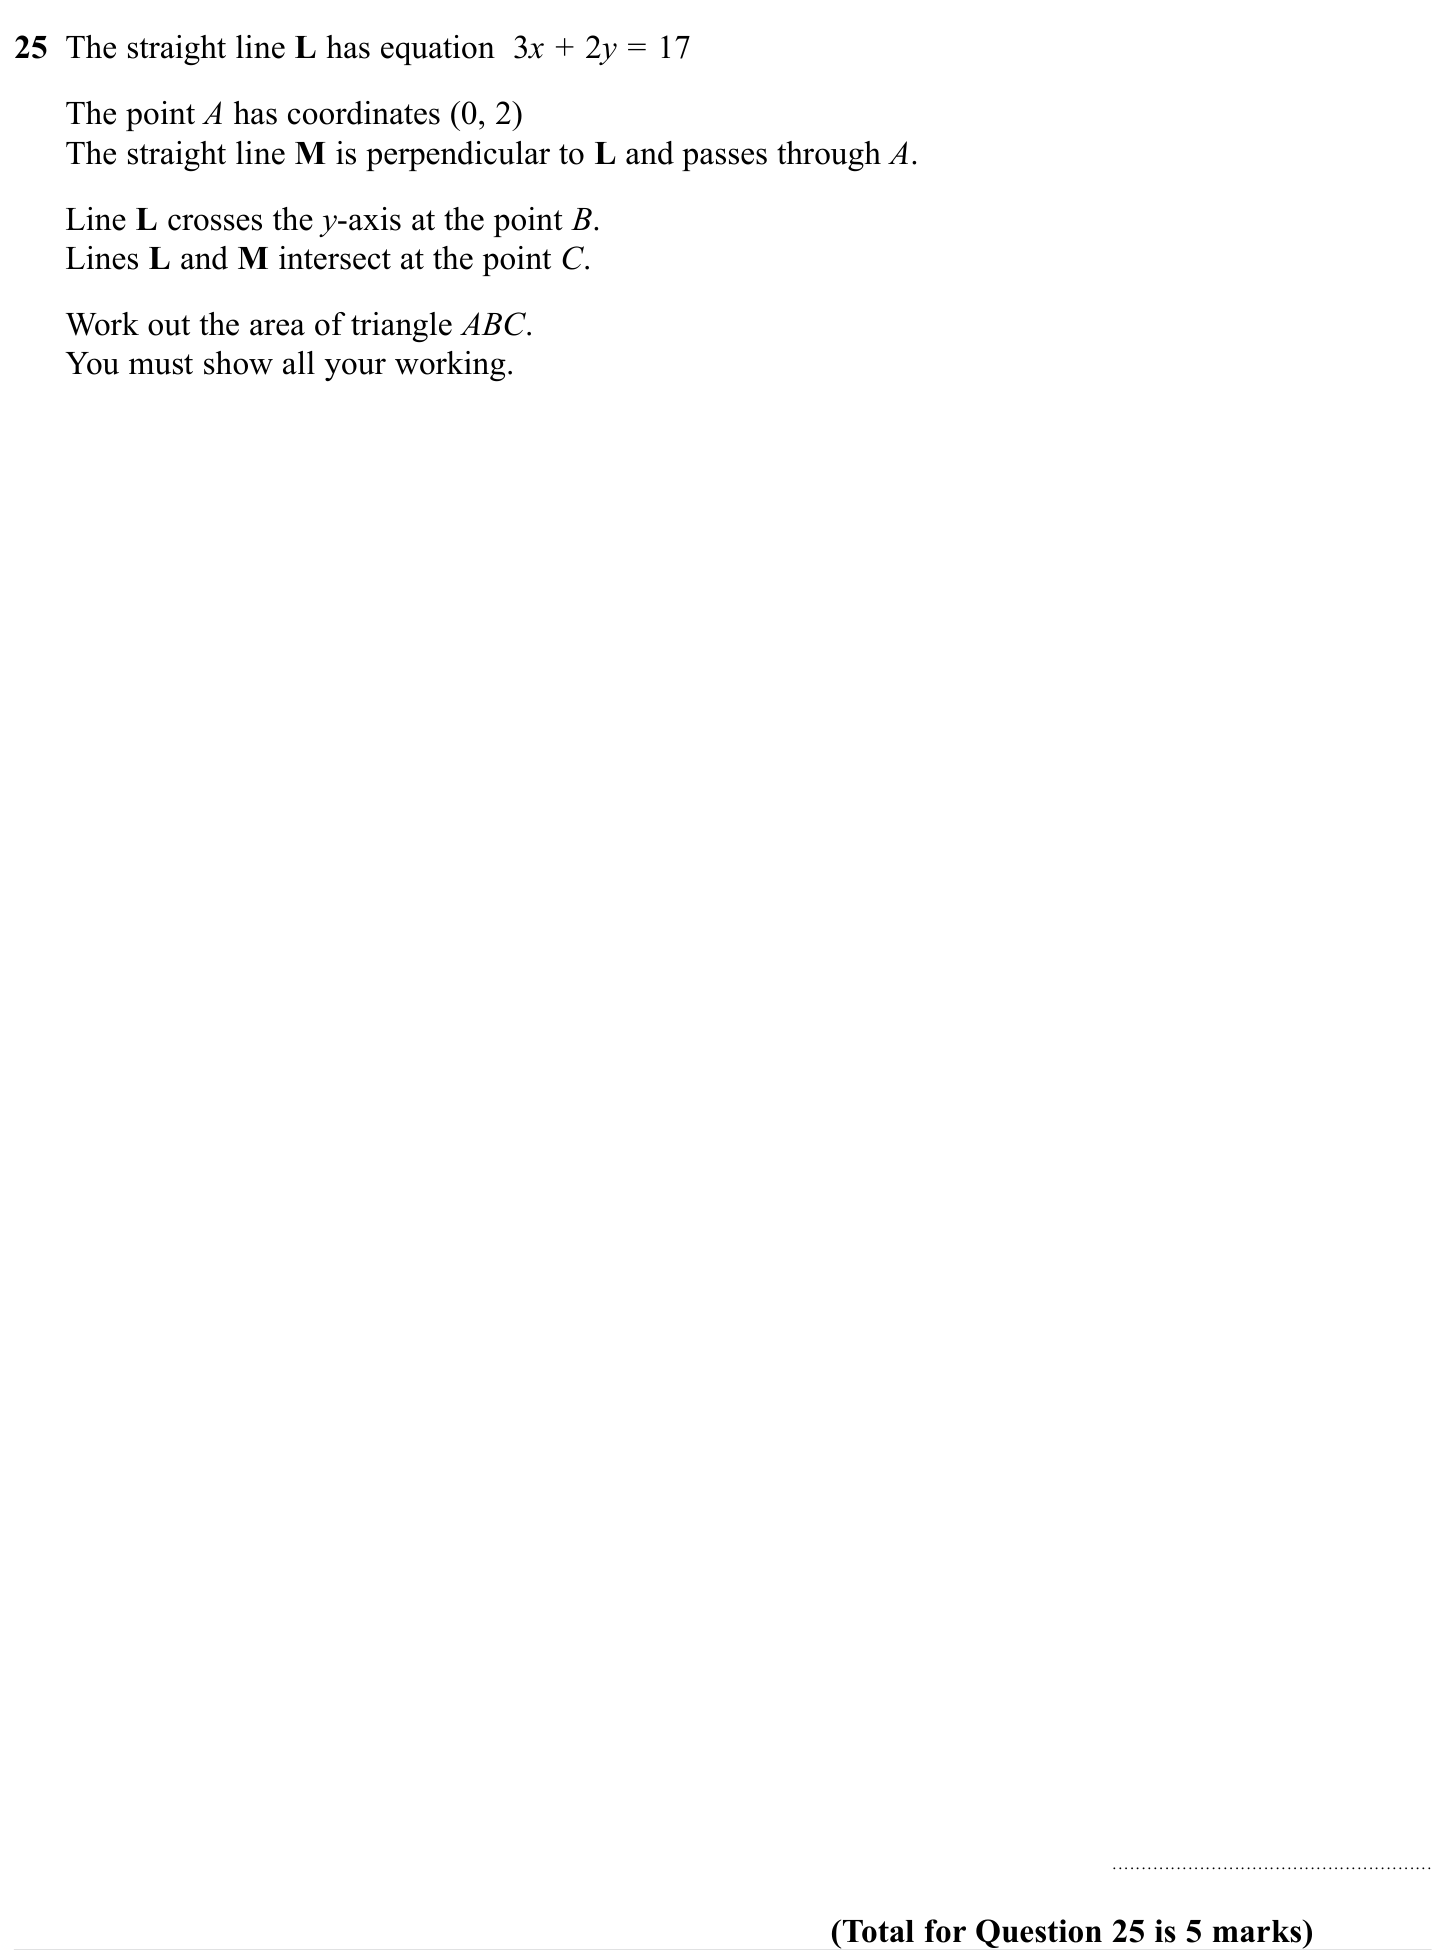 25 The straight line L has equation 3x + 2y = 17
The point A has coordinates (0, 2)
The straight line M is perpendicular to L and passes through A.
Line L crosses the y-axis at the point B.
Lines L and M intersect at the point C.
Work out the area of triangle ABC.
You must show all your working.
(Total for Question 25 is 5 marks)